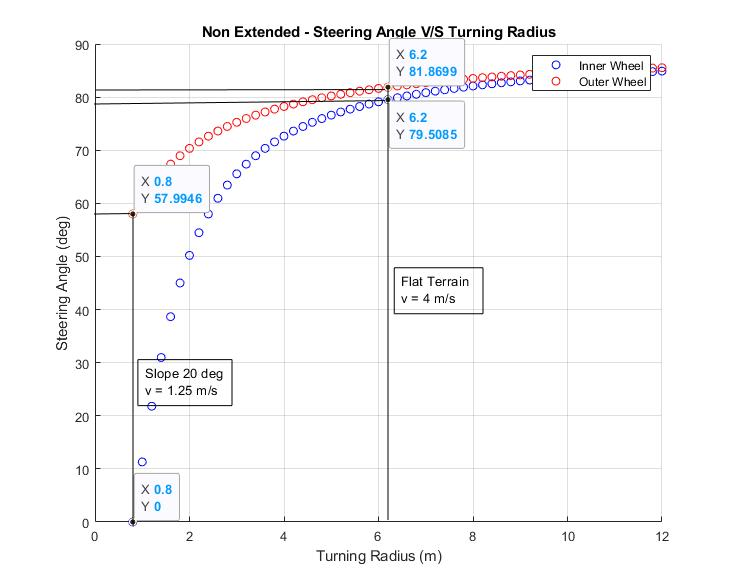 Non Extended - Steering Angle V/S Turning Radius
90
80
70
60
50
40
30
20
10
0
Steering Angle (deg)
X 6.2
Y 81.8699
X 6.2
Y 79.5085
Inner Wheel
Outer Wheel
X 0.8
Y 57.9946
Flat Terrain
v = 4 m/s
Slope 20 deg
v = 1.25 m/s
X 0.8
Y 0
0
2
4
6
8
10
12
Turning Radius (m)